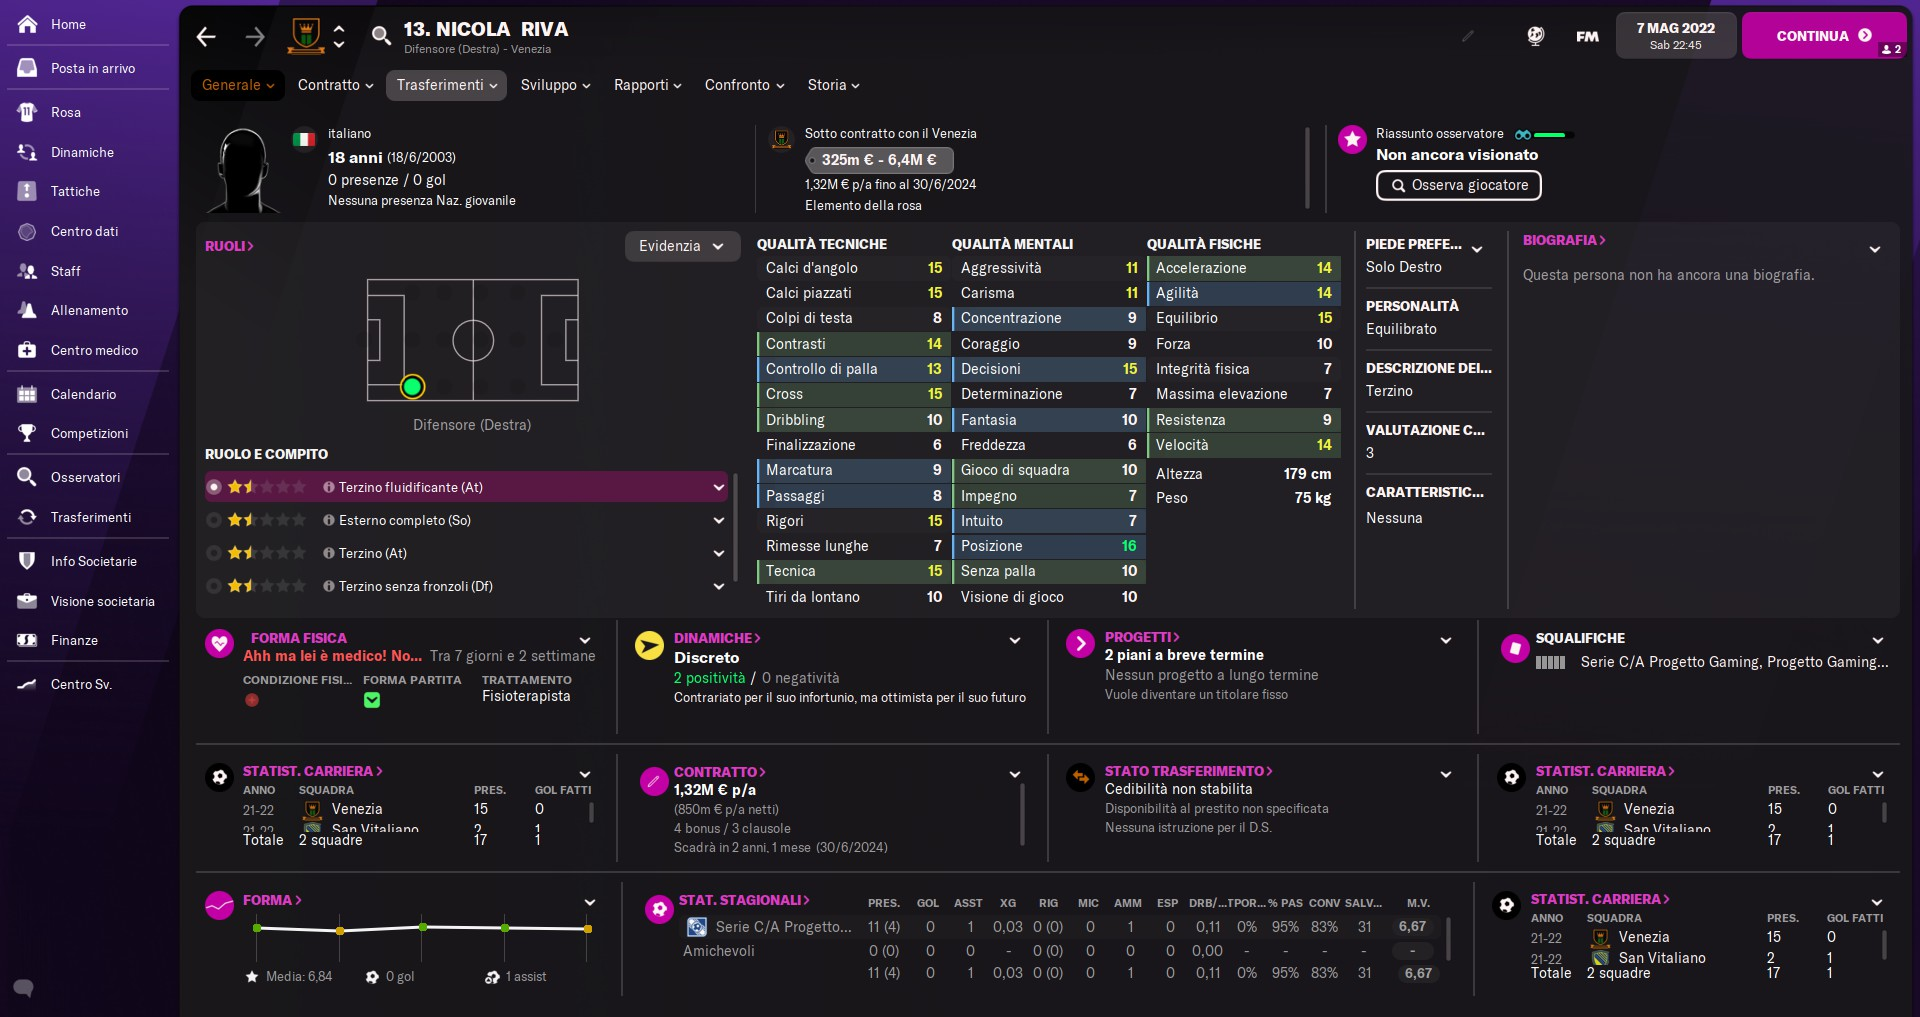 Home
Posta in arrivo
Rosa
Dinamiche
Tattiche
Centro dati
Staff
Allenamento
Centro medico
Calendario
Competizioni
Osservatori
Trasferimenti
Info Societarie
Visione societaria
Finanze
Centro Sv.
13. NICOLA RIVA
Difensore (Destra) - Venezia
FM
7 MAG 2022
Sab 22:45
CONTINUA
2
Generale
Contratto
Trasferimenti
Sviluppo
Rapporti
Confronto
Storia
italiano
18 anni (18/6/2003)
0 presenze / 0 gol
Nessuna presenza Naz. giovanile
Sotto contratto con il Venezia
325m € - 6,4M €
1,32M € p/a fino al 30/6/2024
Elemento della rosa
Riassunto osservatore
Non ancora visionato
Osserva giocatore
RUOLI
Evidenzia
Difensore (Destra)
RUOLO E COMPITO
Terzino fluidificante (At)
Esterno completo (So)
Terzino (At)
Terzino senza fronzoli (Df)
QUALITÀ TECNICHE
Calci d'angolo 15
Calci piazzati 15
Colpi di testa 8
Contrasti 14
Controllo di palla 13
Cross 15
Dribbling 10
Finalizzazione 6
Marcatura 9
Passaggi 8
Rigori 15
Rimesse lunghe 7
Tecnica 15
Tiri da lontano 10
QUALITÀ MENTALI
Aggressività 11
Carisma 11
Concentrazione 9
Coraggio 9
Decisioni 15
Determinazione 7
Fantasia 10
Freddezza 6
Gioco di squadra 10
Impegno 7
Intuito 7
Posizione 16
Senza palla 10
Visione di gioco 10
QUALITÀ FISICHE
Accelerazione 14
Agilità 14
Equilibrio 15
Forza 10
Integrità fisica 7
Massima elevazione 7
Resistenza 9
Velocità 14
Altezza 179 cm
Peso 75 kg
PIEDE PREFE...
Solo Destro
PERSONALITÀ
Equilibrato
DESCRIZIONE DEI...
Terzino
VALUTAZIONE C...
3
CARATTERISTIC...
Nessuna
BIOGRAFIA
Questa persona non ha ancora una biografia.
FORMA FISICA
Ahh ma lei è medico! No... Tra 7 giorni e 2 settimane
CONDIZIONE FISI... FORMA PARTITA TRATTAMENTO
Fisioterapista
DINAMICHE
Discreto
2 positività / 0 negatività
Contrariato per il suo infortunio, ma ottimista per il suo futuro
PROGETTI
2 piani a breve termine
Nessun progetto a lungo termine
Vuole diventare un titolare fisso
SQUALIFICHE
Serie C/A Progetto Gaming, Progetto Gaming...
STATIST. CARRIERA
ANNO SQUADRA PRES. GOL FATTI
21-22 Venezia 15 0
21-22 San Vitaliano 2 1
Totale 2 squadre 17 1
CONTRATTO
1,32M € p/a
(850m € p/a netti)
4 bonus / 3 clausole
Scadrà in 2 anni, 1 mese (30/6/2024)
STATO TRASFERIMENTO
Cedibilità non stabilita
Disponibilità al prestito non specificata
Nessuna istruzione per il D.S.
STATIST. CARRIERA
ANNO SQUADRA PRES. GOL FATTI
21-22 Venezia 15 0
21-22 San Vitaliano 2 1
Totale 2 squadre 17 1
FORMA
Media: 6,84 0 gol 1 assist
STAT. STAGIONALI PRES. GOL ASST XG RIG MIC AMM ESP DRB/... TPOR... % PAS CONV SALV... M.V.
Serie C/A Progetto... 11 (4) 0 1 0,03 0 (0) 0 1 0 0,11 0% 95% 83% 31 6,67
Amichevoli 0 (0) 0 0 - 0 (0) 0 0 0 0,00 - - - - -
11 (4) 0 1 0,03 0 (0) 0 1 0 0,11 0% 95% 83% 31 6,67
STATIST. CARRIERA
ANNO SQUADRA PRES. GOL FATTI
21-22 Venezia 15 0
21-22 San Vitaliano 2 1
Totale 2 squadre 17 1